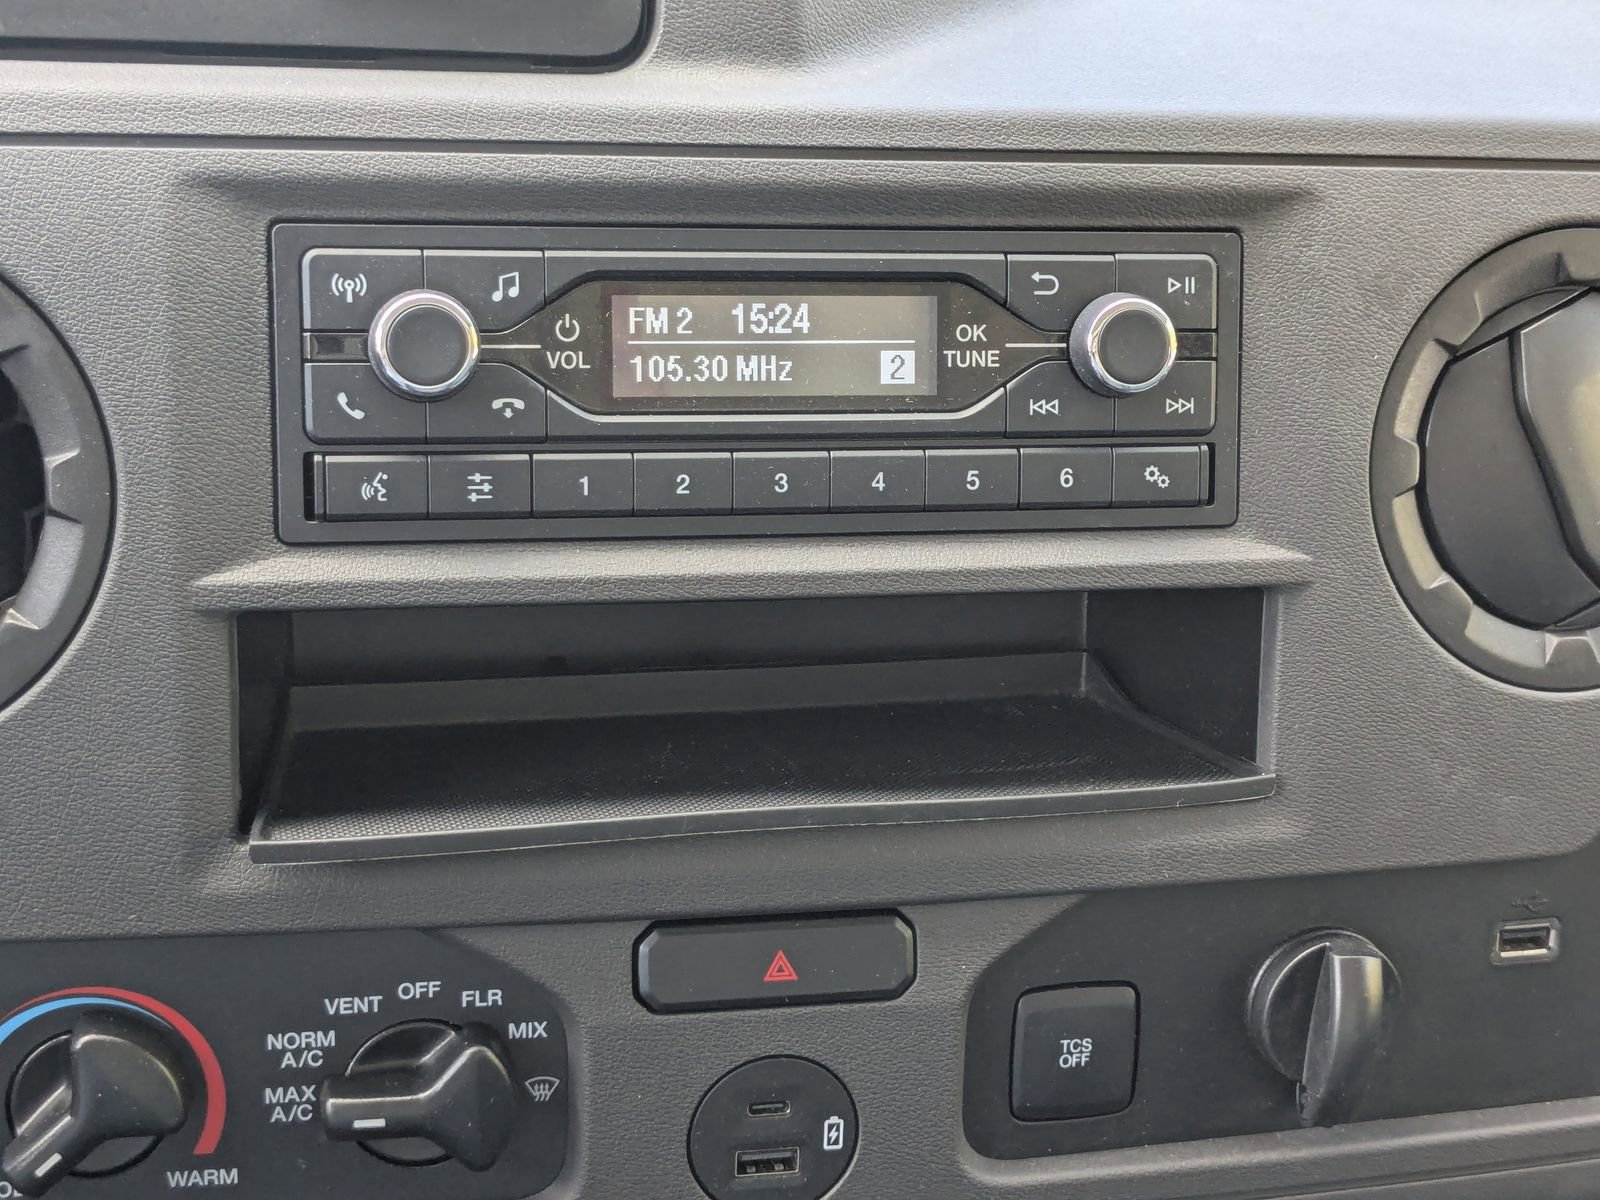 FM 2 15:24
105.30 MHz 2
VOL
OK
TUNE
1 2 3 4 5 6
OFF
VENT
FLR
NORM
A/C
MIX
MAX
A/C
WARM
TCS
OFF